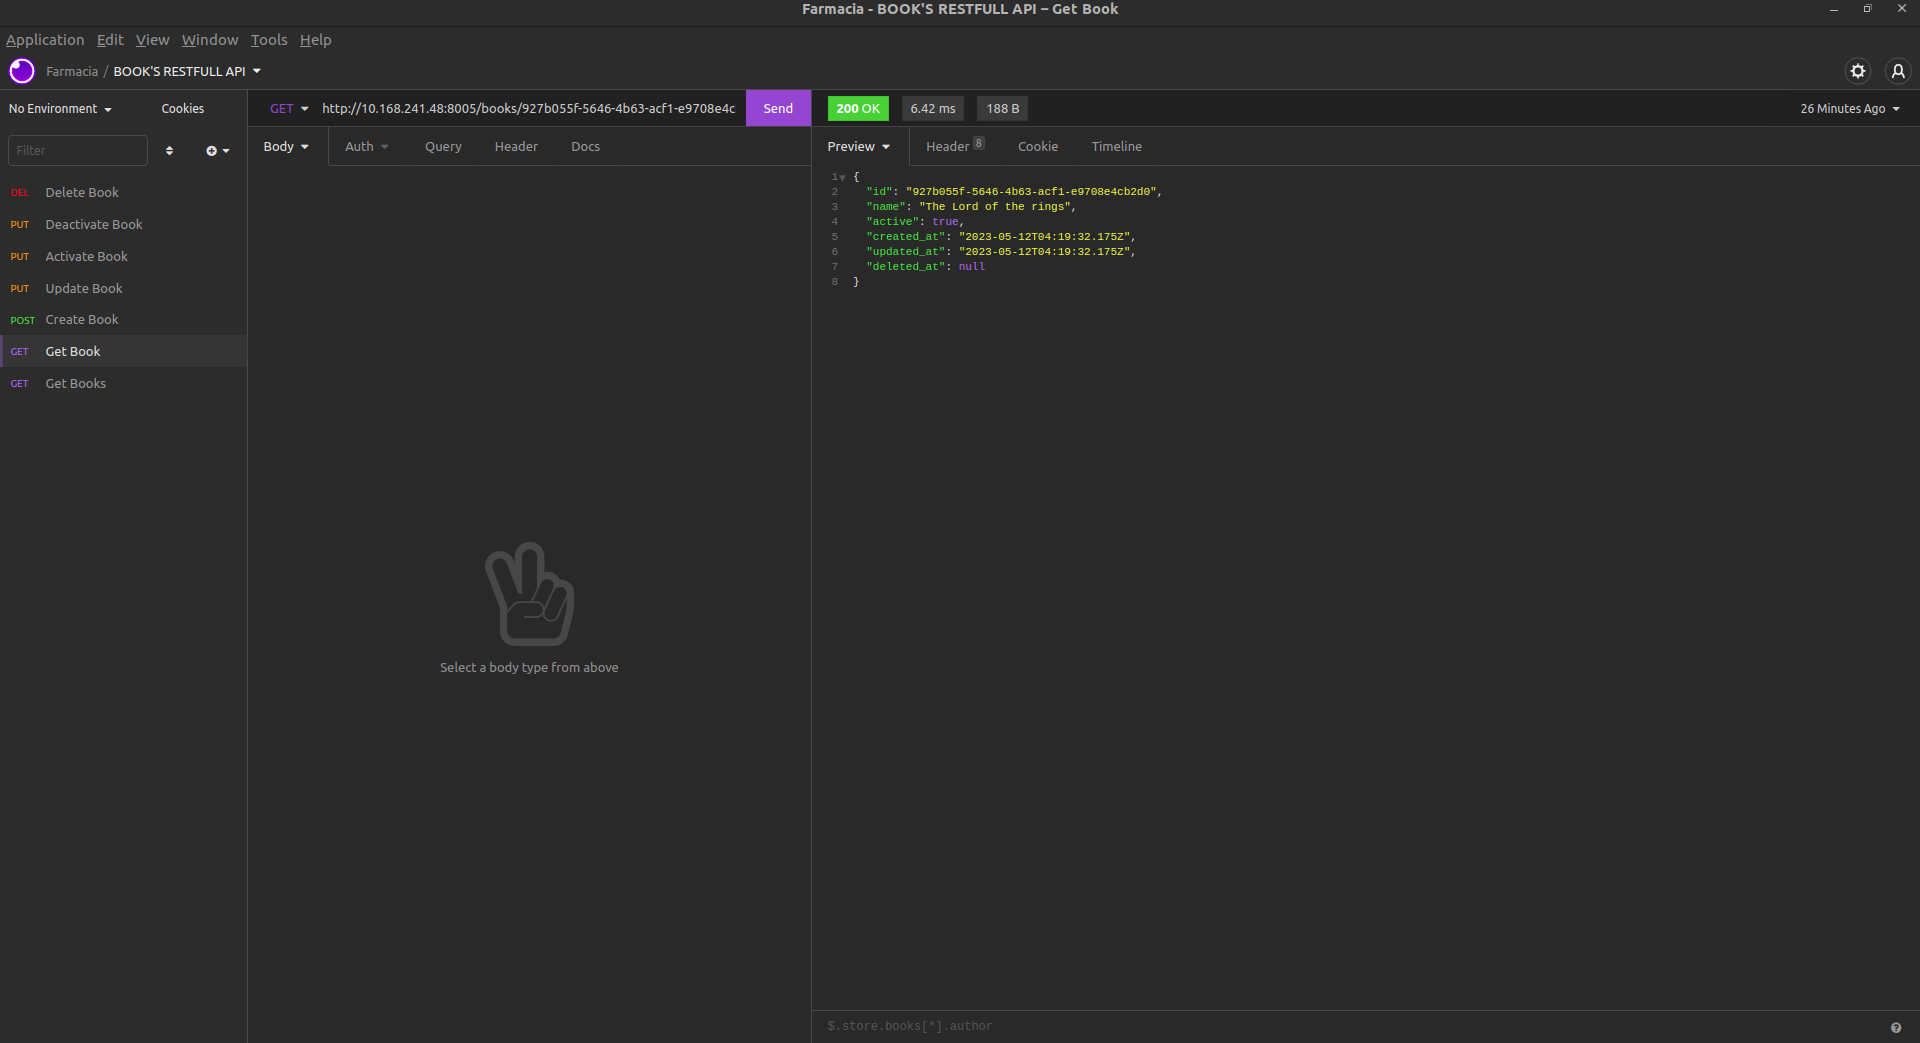 Farmacia - BOOK'S RESTFULL API – Get Book
Application Edit View Window Tools Help
Farmacia / BOOK'S RESTFULL API
No Environment Cookies
GET http://10.168.241.48:8005/books/927b055f-5646-4b63-acf1-e9708e4c Send
200 OK 6.42 ms 188 B 26 Minutes Ago
Filter
Body Auth Query Header Docs
Preview Header 8 Cookie Timeline
DEL Delete Book
PUT Deactivate Book
PUT Activate Book
PUT Update Book
POST Create Book
GET Get Book
GET Get Books
Select a body type from above
1 {
2 "id": "927b055f-5646-4b63-acf1-e9708e4cb2d0",
3 "name": "The Lord of the rings",
4 "active": true,
5 "created_at": "2023-05-12T04:19:32.175Z",
6 "updated_at": "2023-05-12T04:19:32.175Z",
7 "deleted_at": null
8 }
$.store.books[*].author